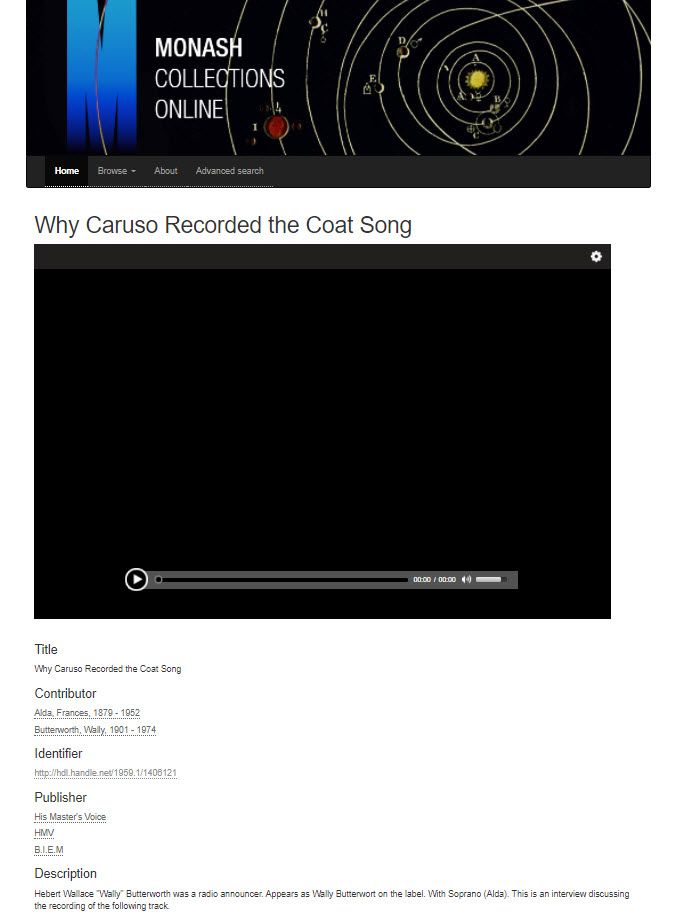 MONASH
COLLECTIONS
ONLINE
H
C
D
A
E
A
B
4
I
C
Home Browse About Advanced search
Why Caruso Recorded the Coat Song
00:00 / 00:00
Title
Why Caruso Recorded the Coat Song
Contributor
Alda, Frances, 1879 - 1952
Butterworth, Wally, 1901 - 1974
Identifier
http://hdl.handle.net/1959.1/1406121
Publisher
His Master's Voice
HMV
B.I.E.M
Description
Hebert Wallace "Wally" Butterworth was a radio announcer. Appears as Wally Butterwort on the label. With Soprano (Alda). This is an interview discussing
the recording of the following track.